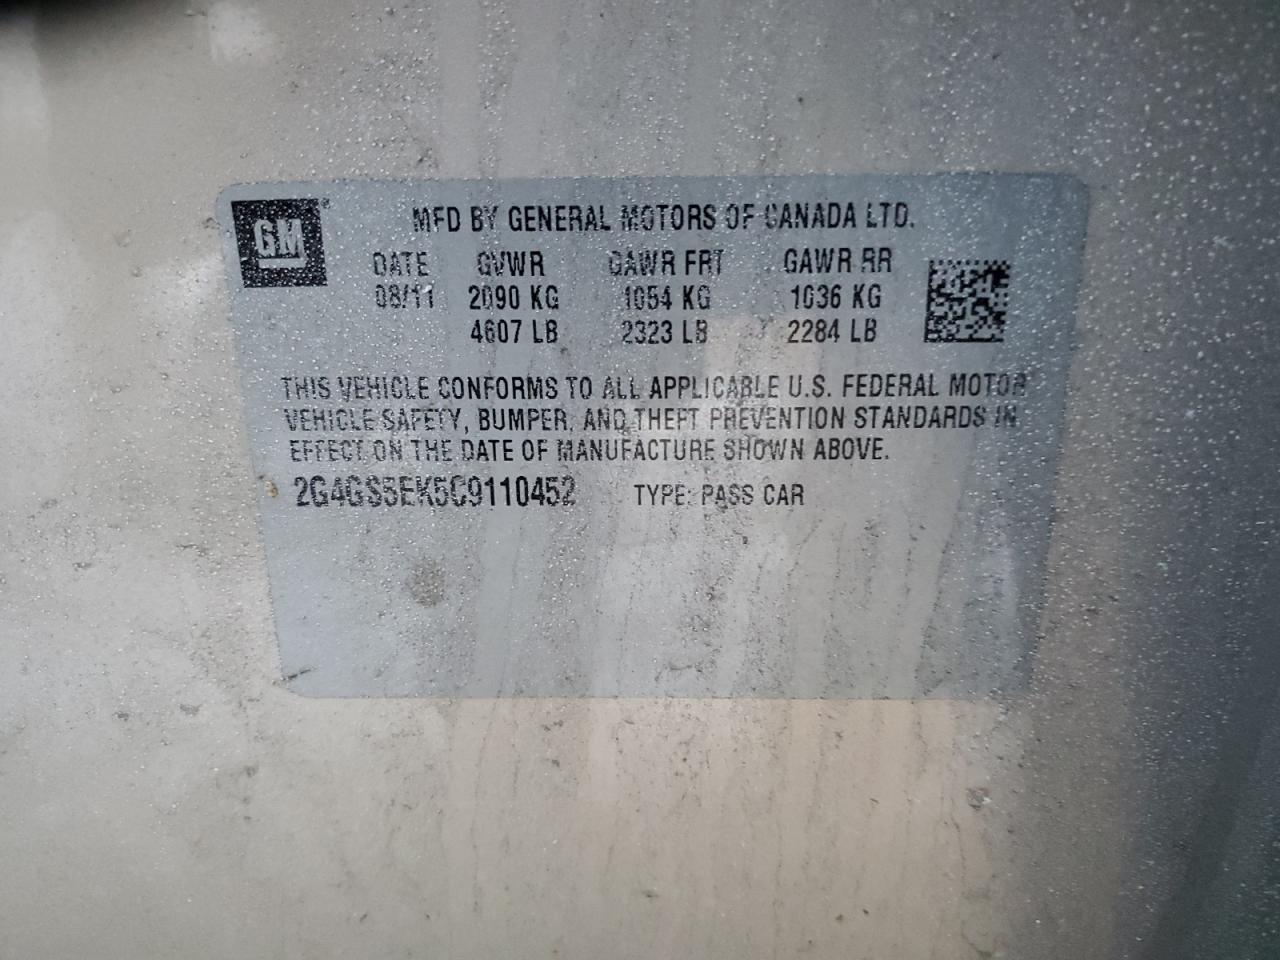 GM
MFD BY GENERAL MOTORS OF CANADA LTD.
DATE GVWR GAWR FRT GAWR RR
08/11 2090 KG 1054 KG 1036 KG
4607 LB 2323 LB 2284 LB
THIS VEHICLE CONFORMS TO ALL APPLICABLE U.S. FEDERAL MOTOR
VEHICLE SAFETY, BUMPER, AND THEFT PREVENTION STANDARDS IN
EFFECT ON THE DATE OF MANUFACTURE SHOWN ABOVE.
2G4GS5EK5C9110452 TYPE: PASS CAR